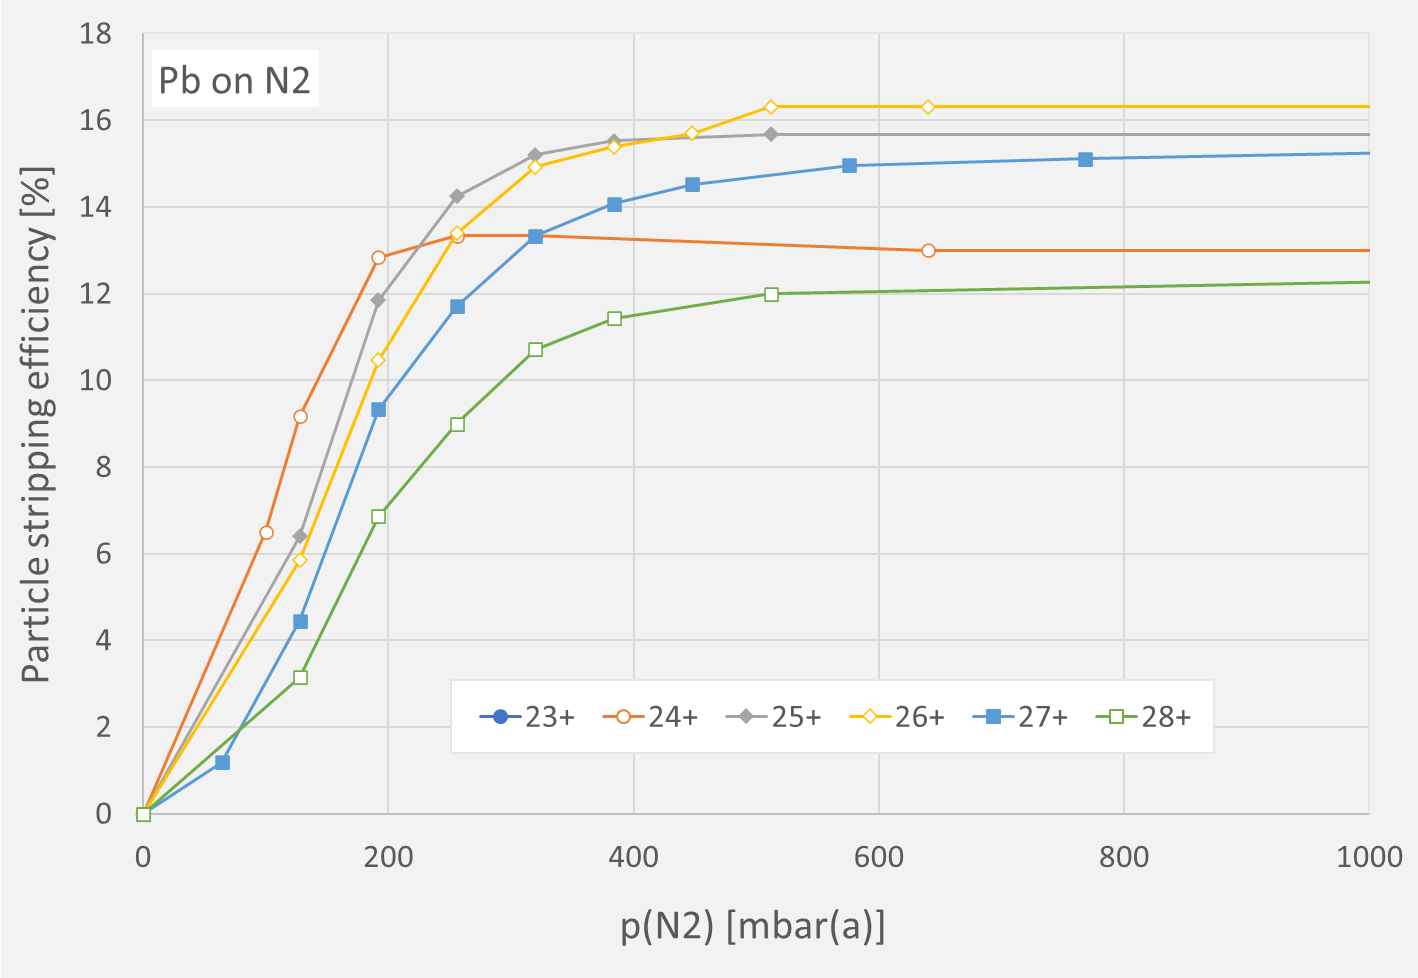 Pb on N2
Particle stripping efficiency [%]
18
16
14
12
10
8
6
4
2
0
23+ 24+ 25+ 26+ 27+ 28+
0 200 400 600 800 1000
p(N2) [mbar(a)]